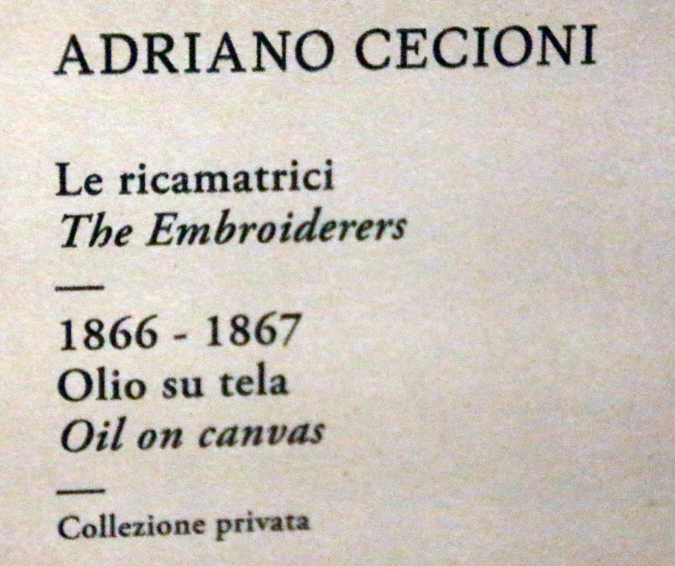 ADRIANO CECIONI
Le ricamatrici
The Embroiderers
—
1866 - 1867
Olio su tela
Oil on canvas
—
Collezione privata